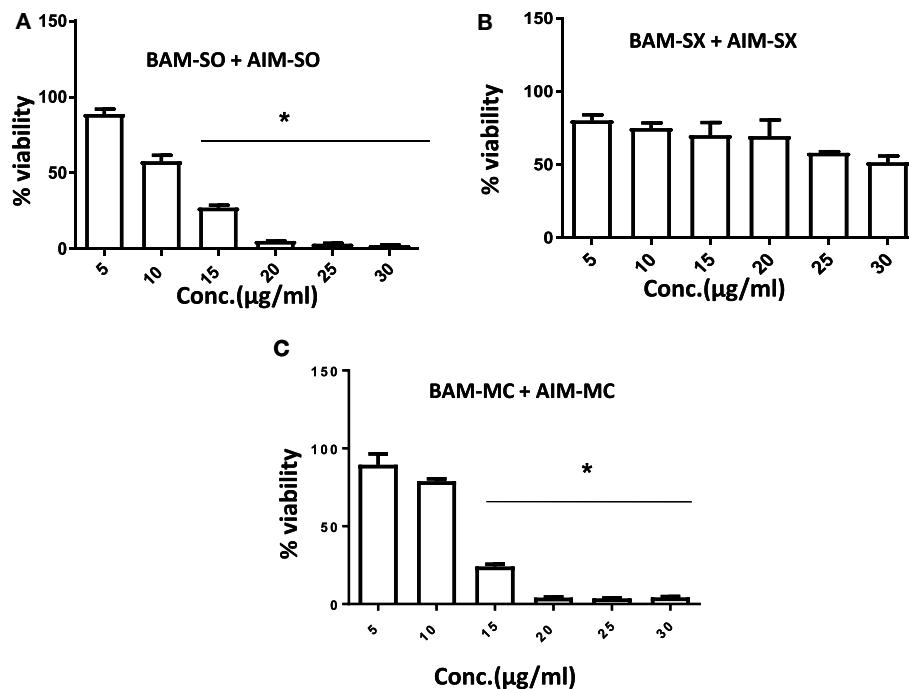 A
BAM-SO + AIM-SO
*
% viability
150
100
50
0
5 10 15 20 25 30
Conc.(µg/ml)
B
BAM-SX + AIM-SX
% viability
150
100
50
0
5 10 15 20 25 30
Conc.(µg/ml)
C
BAM-MC + AIM-MC
*
% viability
150
100
50
0
5 10 15 20 25 30
Conc.(µg/ml)